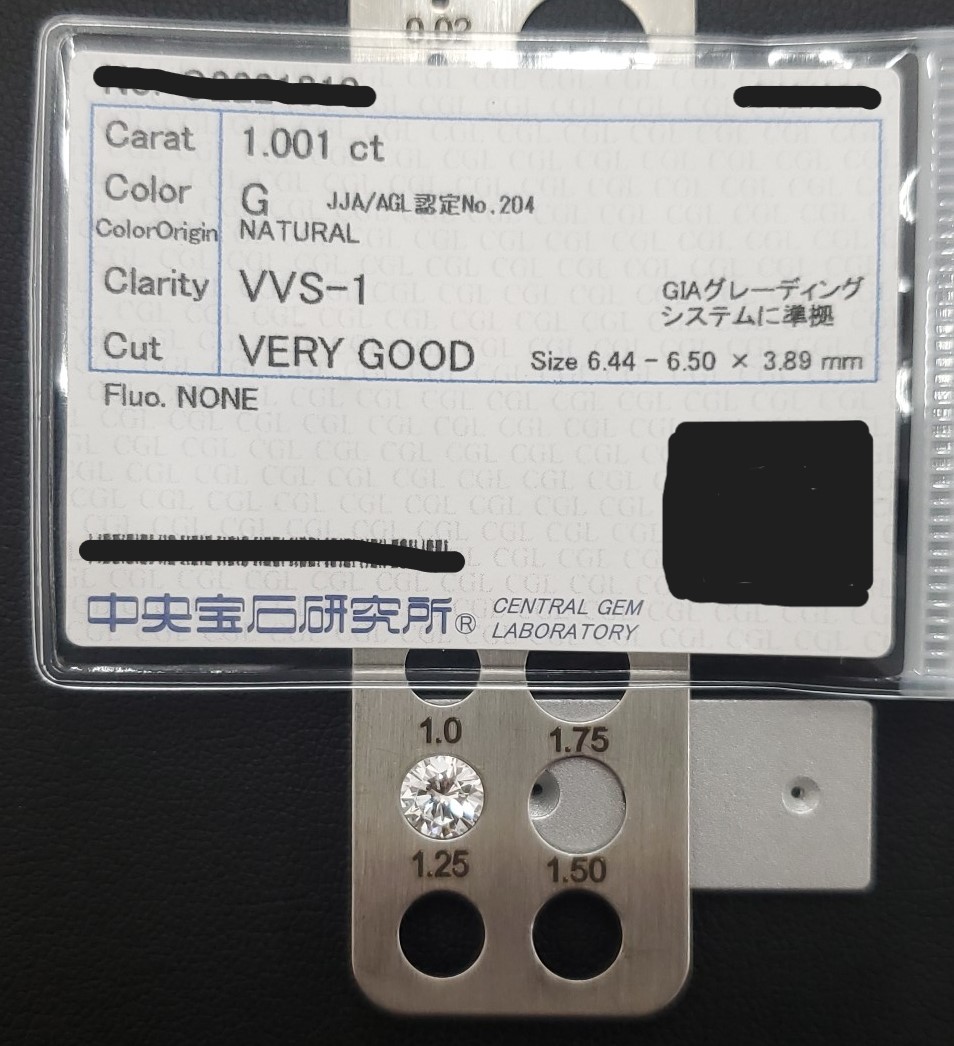 0.02
Carat 1.001 ct
Color G JJA/AGL認定No.204
ColorOrigin NATURAL
Clarity VVS-1 GIAグレーディング
システムに準拠
Cut VERY GOOD Size 6.44 - 6.50 × 3.89 mm
Fluo. NONE
中央宝石研究所® CENTRAL GEM
LABORATORY
1.0 1.75
1.25 1.50